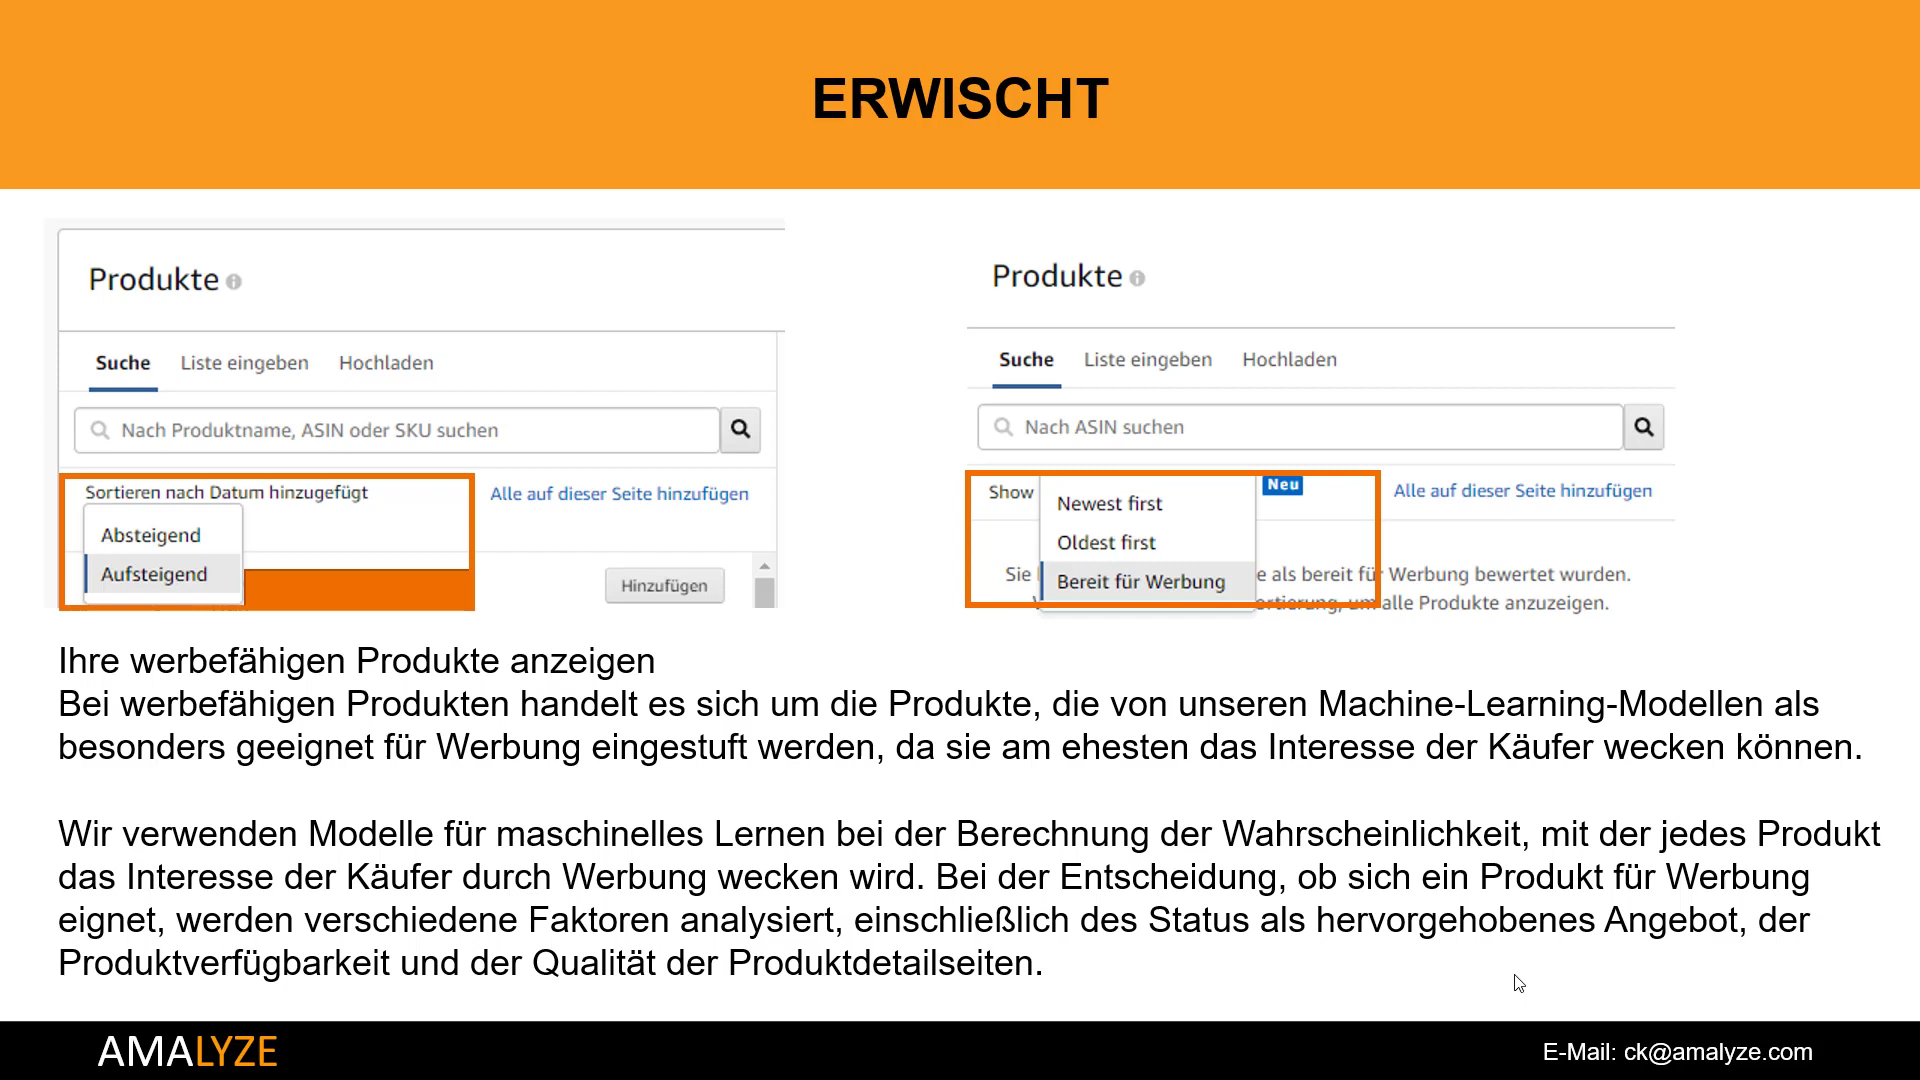 ERWISCHT
Produkte
Suche Liste eingeben Hochladen
Nach Produktname, ASIN oder SKU suchen
Sortieren nach Datum hinzugefügt
Alle auf dieser Seite hinzufügen
Absteigend
Aufsteigend
Hinzufügen
Produkte
Suche Liste eingeben Hochladen
Nach ASIN suchen
Show
Newest first
Neu
Alle auf dieser Seite hinzufügen
Oldest first
Bereit für Werbung
Sie e als bereit für Werbung bewertet wurden.
alle Produkte anzuzeigen.
Ihre werbefähigen Produkte anzeigen
Bei werbefähigen Produkten handelt es sich um die Produkte, die von unseren Machine-Learning-Modellen als
besonders geeignet für Werbung eingestuft werden, da sie am ehesten das Interesse der Käufer wecken können.
Wir verwenden Modelle für maschinelles Lernen bei der Berechnung der Wahrscheinlichkeit, mit der jedes Produkt
das Interesse der Käufer durch Werbung wecken wird. Bei der Entscheidung, ob sich ein Produkt für Werbung
eignet, werden verschiedene Faktoren analysiert, einschließlich des Status als hervorgehobenes Angebot, der
Produktverfügbarkeit und der Qualität der Produktdetailseiten.
AMALYZE
E-Mail: ck@amalyze.com